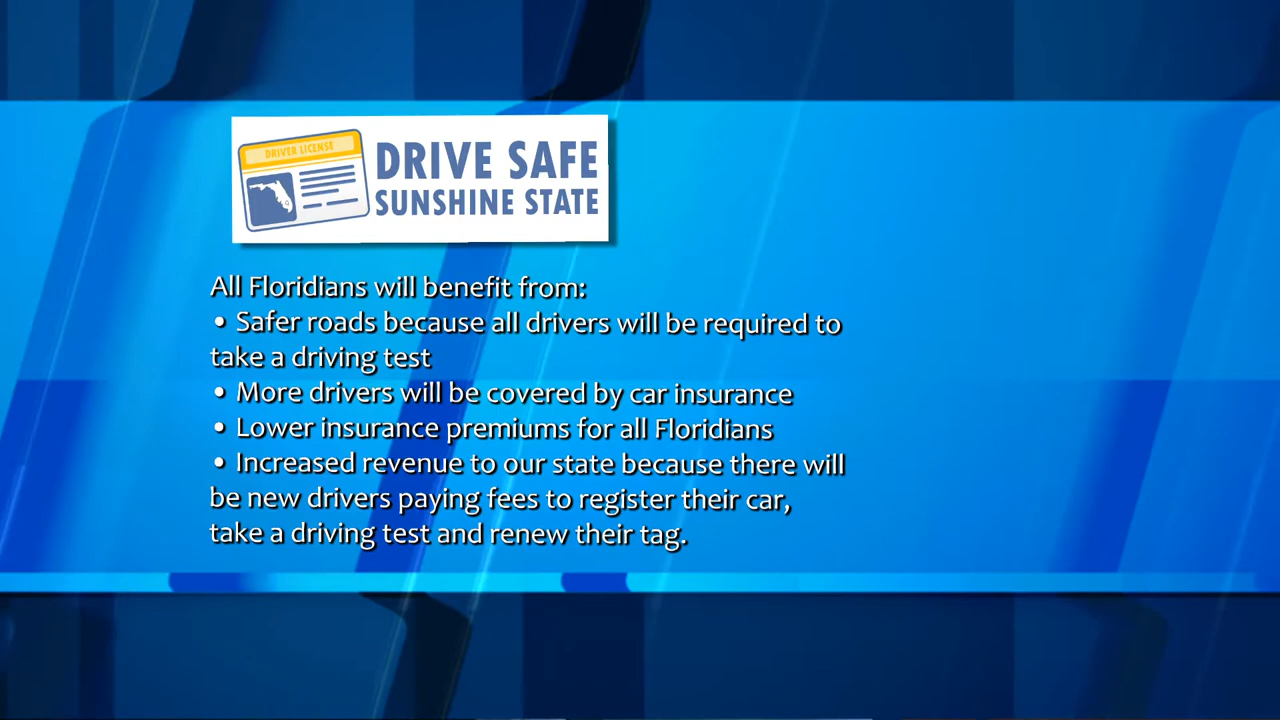 DRIVER LICENSE
DRIVE SAFE
SUNSHINE STATE
All Floridians will benefit from:
• Safer roads because all drivers will be required to
take a driving test
• More drivers will be covered by car insurance
• Lower insurance premiums for all Floridians
• Increased revenue to our state because there will
be new drivers paying fees to register their car,
take a driving test and renew their tag.